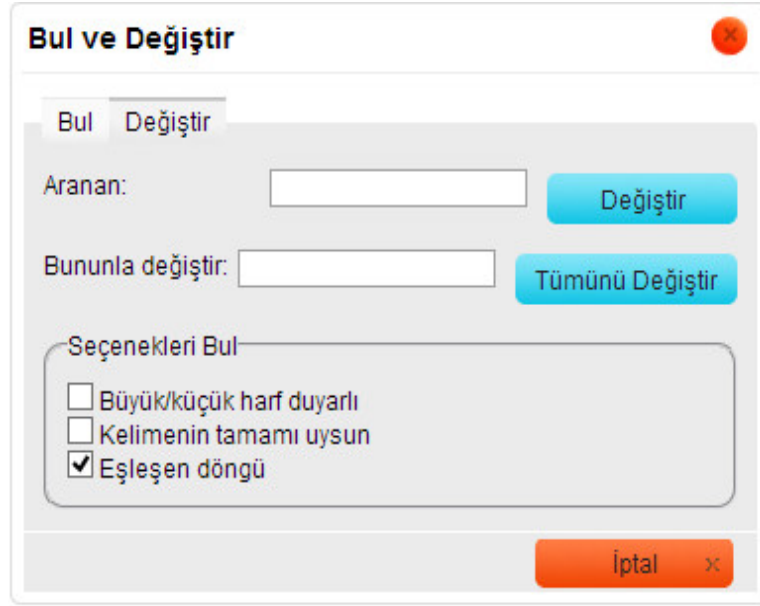 Bul ve Değiştir
Bul Değiştir
Aranan:
Değiştir
Bununla değiştir:
Tümünü Değiştir
Seçenekleri Bul
Büyük/küçük harf duyarlı
Kelimenin tamamı uysun
Eşleşen döngü
İptal